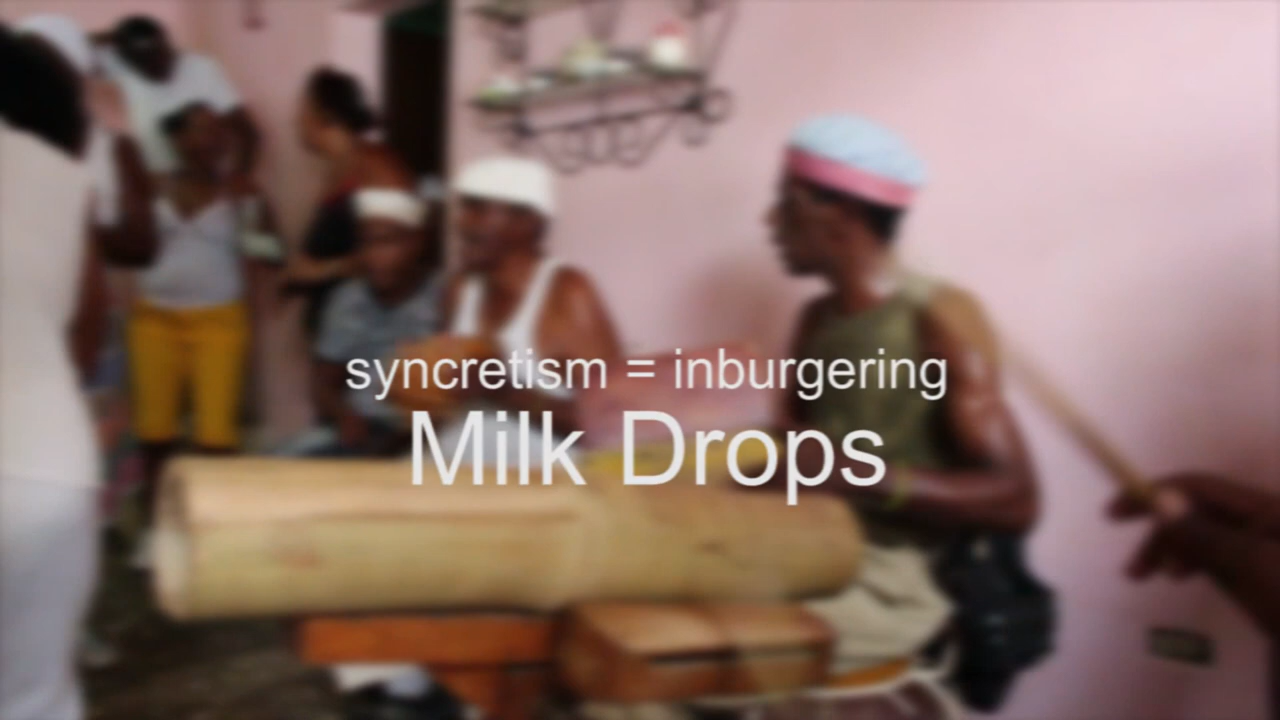 syncretism = inburgering
Milk Drops